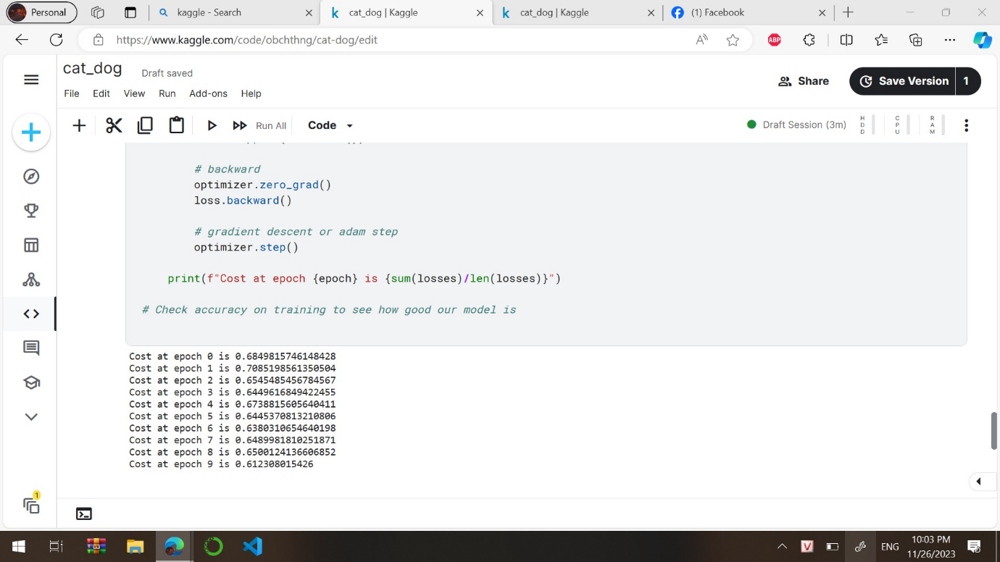 Personal
kaggle - Search
cat_dog | Kaggle
cat_dog | Kaggle
(1) Facebook
https://www.kaggle.com/code/obchthng/cat-dog/edit
ABP
cat_dog
Draft saved
File Edit View Run Add-ons Help
Share
Save Version 1
Run All
Code
Draft Session (3m)
HDD
CPU
RAM
# backward
optimizer.zero_grad()
loss.backward()
# gradient descent or adam step
optimizer.step()
print(f"Cost at epoch {epoch} is {sum(losses)/len(losses)}")
# Check accuracy on training to see how good our model is
Cost at epoch 0 is 0.6849815746148428
Cost at epoch 1 is 0.7085198561350504
Cost at epoch 2 is 0.6545485456784567
Cost at epoch 3 is 0.6449616849422455
Cost at epoch 4 is 0.6738815605640411
Cost at epoch 5 is 0.6445370813210806
Cost at epoch 6 is 0.6380310654640198
Cost at epoch 7 is 0.6489981810251871
Cost at epoch 8 is 0.6500124136606852
Cost at epoch 9 is 0.612308015426
1
V
ENG
10:03 PM
11/26/2023